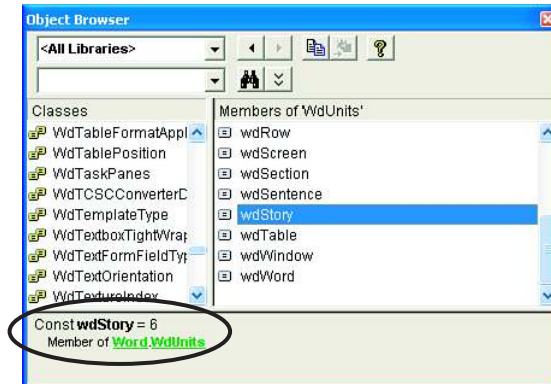 Object Browser
<All Libraries>
Classes
Members of 'WdUnits'
WdTableFormatAppl
WdTablePosition
WdTaskPanes
WdTCSCConverterD
WdTemplateType
WdTextboxTightWrap
WdTextFormFieldTyp
WdTextOrientation
WdTextureIndex
wdRow
wdScreen
wdSection
wdSentence
wdStory
wdTable
wdWindow
wdWord
Const wdStory = 6
Member of Word.WdUnits